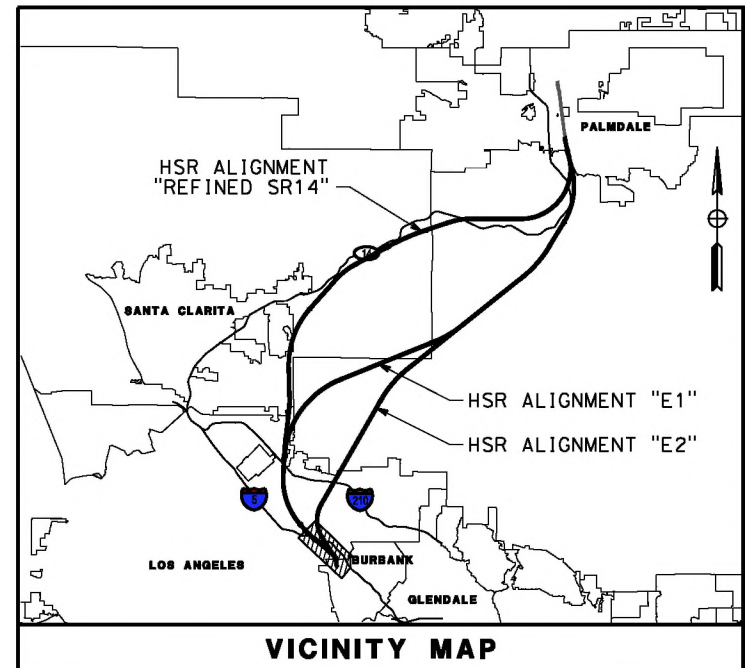 PALMDALE
HSR ALIGNMENT
"REFINED SR14"
14
SANTA CLARITA
HSR ALIGNMENT "E1"
HSR ALIGNMENT "E2"
5
210
LOS ANGELES
BURBANK
GLENDALE
VICINITY MAP